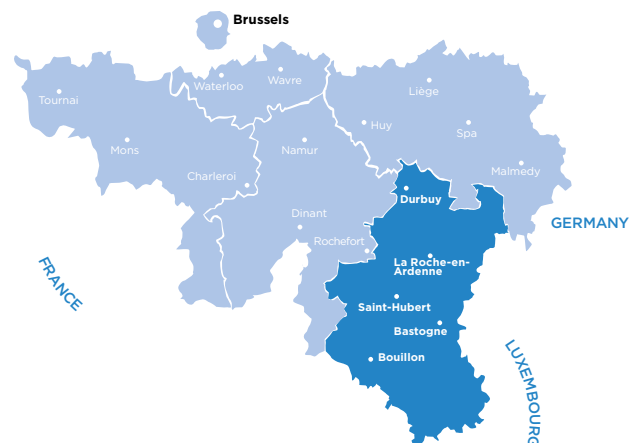 Brussels
Waterloo
Wavre
Liège
Tournai
Huy
Spa
Mons
Namur
Malmedy
Charleroi
Durbuy
Dinant
GERMANY
Rochefort
La Roche-en-
Ardenne
FRANCE
Saint-Hubert
Bastogne
Bouillon
LUXEMBOURG